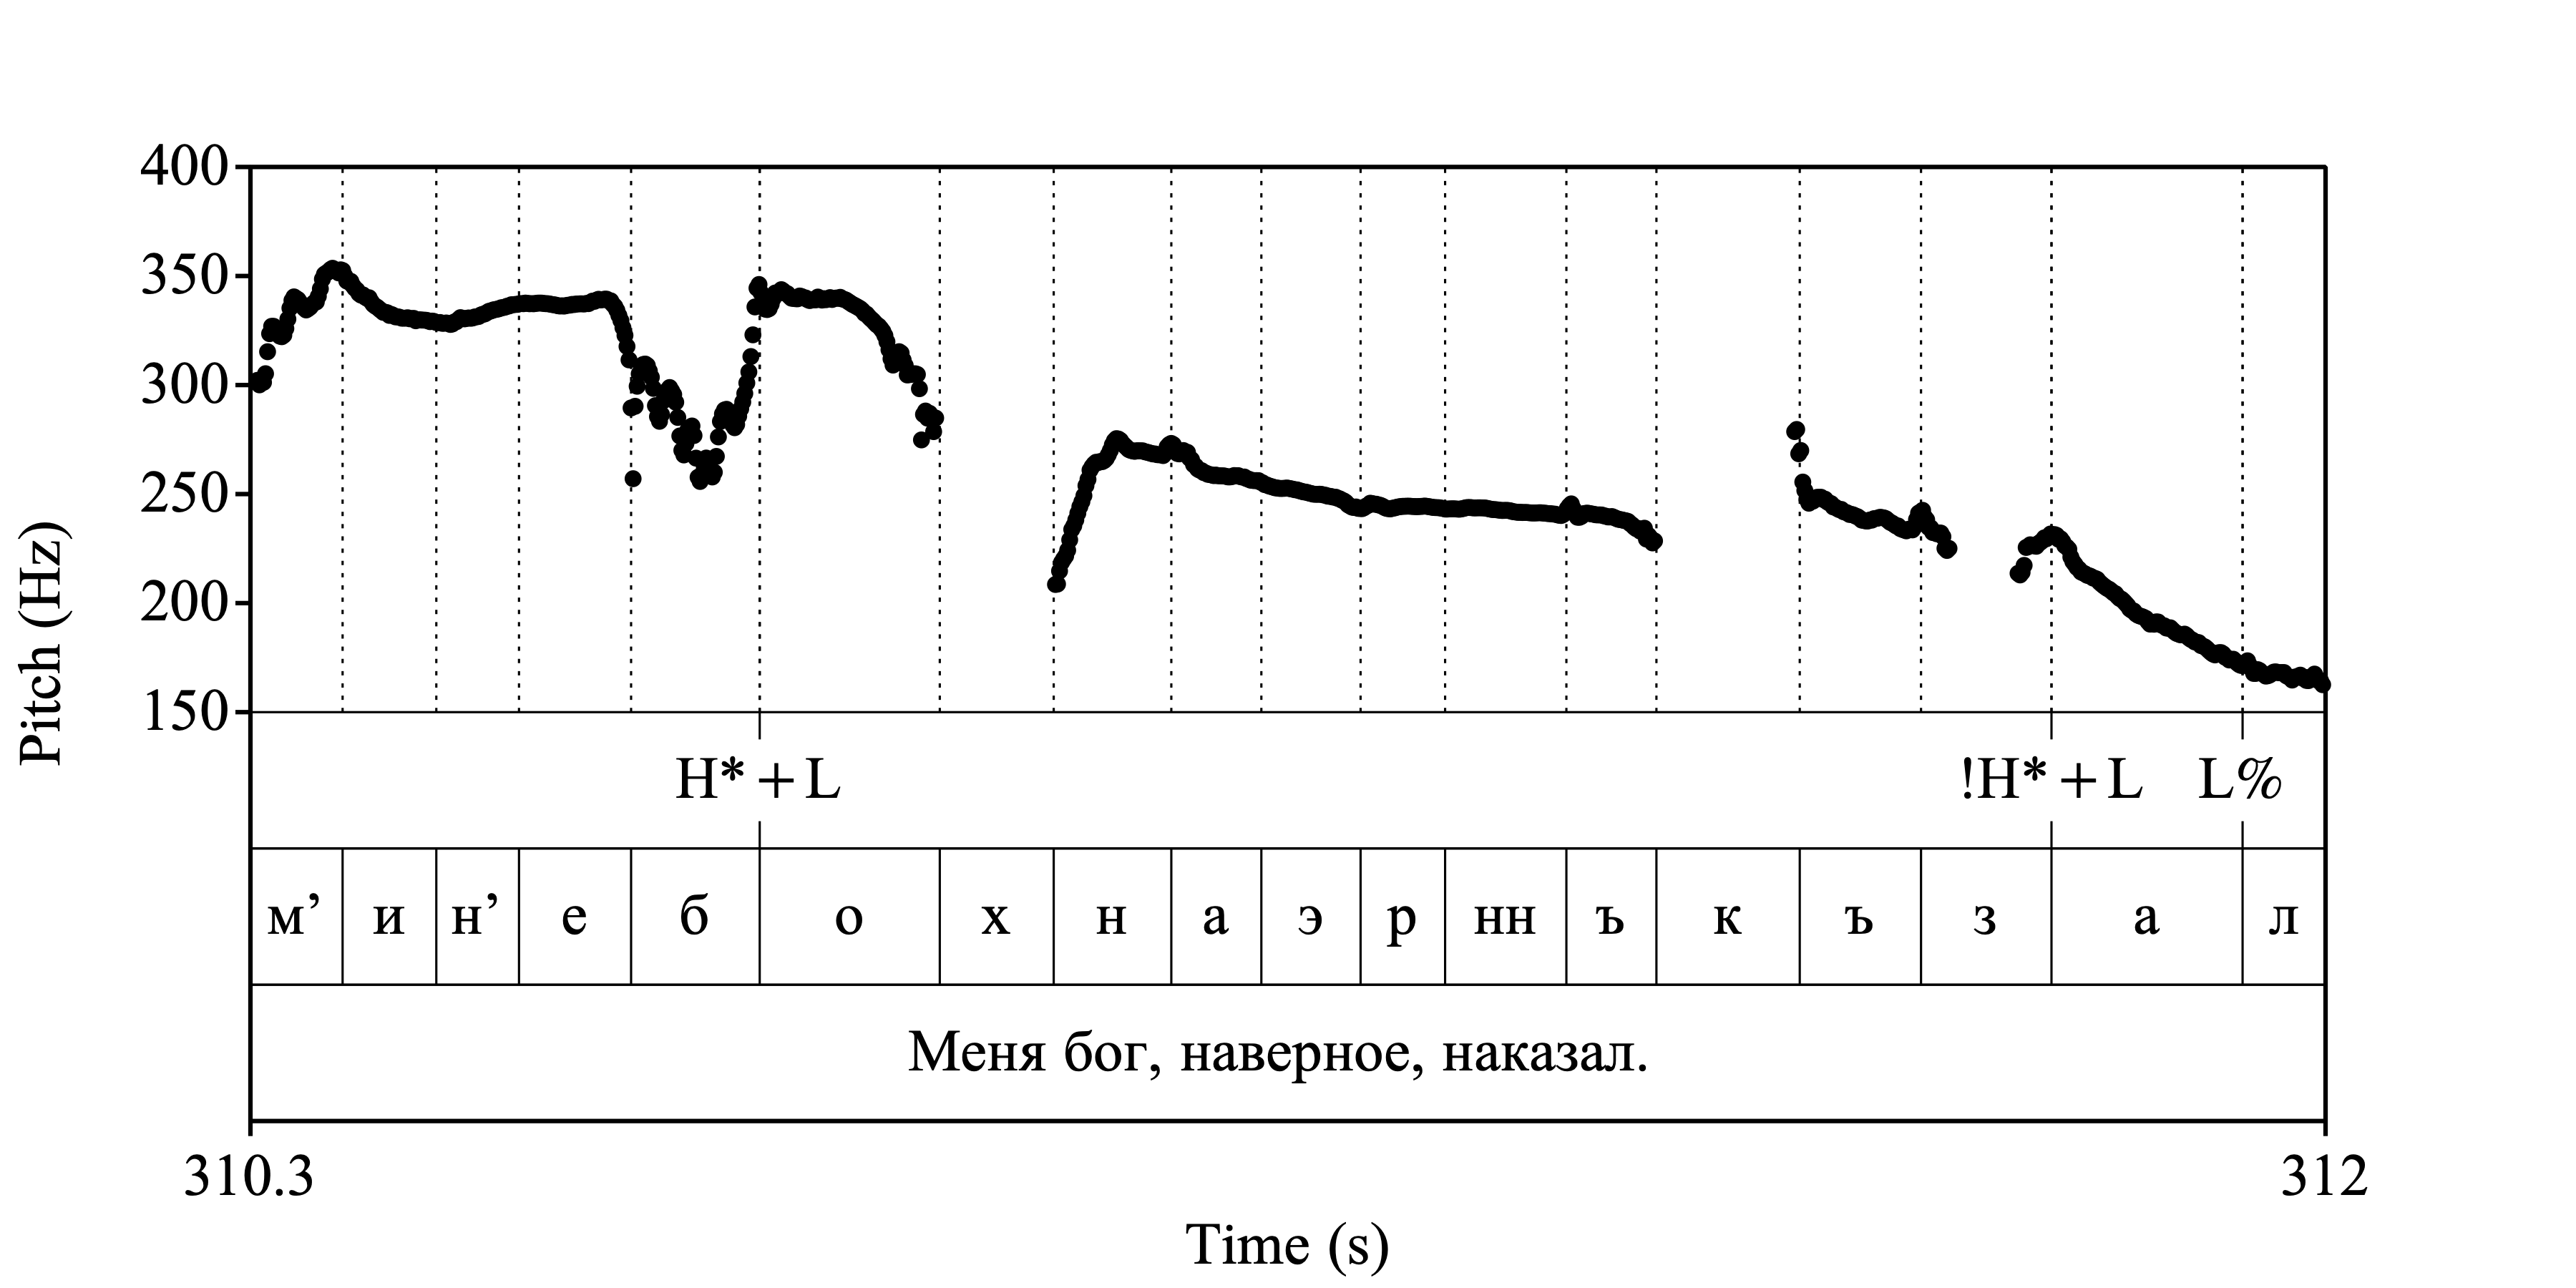 Pitch (Hz)
400
350
300
250
200
150
H* + L !H* + L L%
м’ и н’ е б о х н а э р нн ъ к ъ з а л
Меня бог, наверное, наказал.
310.3 312
Time (s)